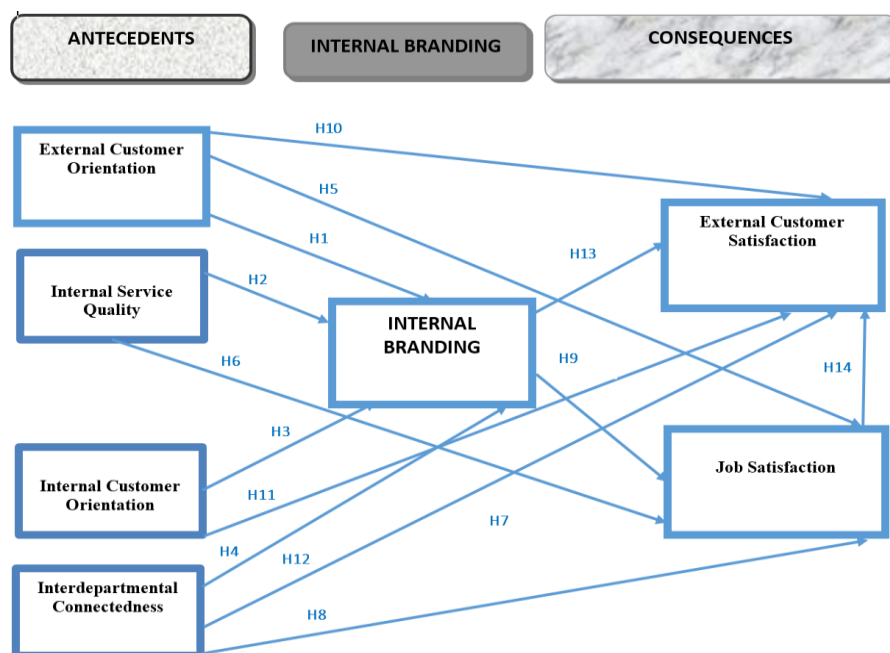 ANTECEDENTS
INTERNAL BRANDING
CONSEQUENCES
External Customer
Orientation
H10
H5
H1
External Customer
Satisfaction
H13
Internal Service
Quality
H2
INTERNAL
BRANDING
H6
H9
H14
H3
Internal Customer
Orientation
H11
Job Satisfaction
H7
H4
H12
Interdepartmental
Connectedness
H8